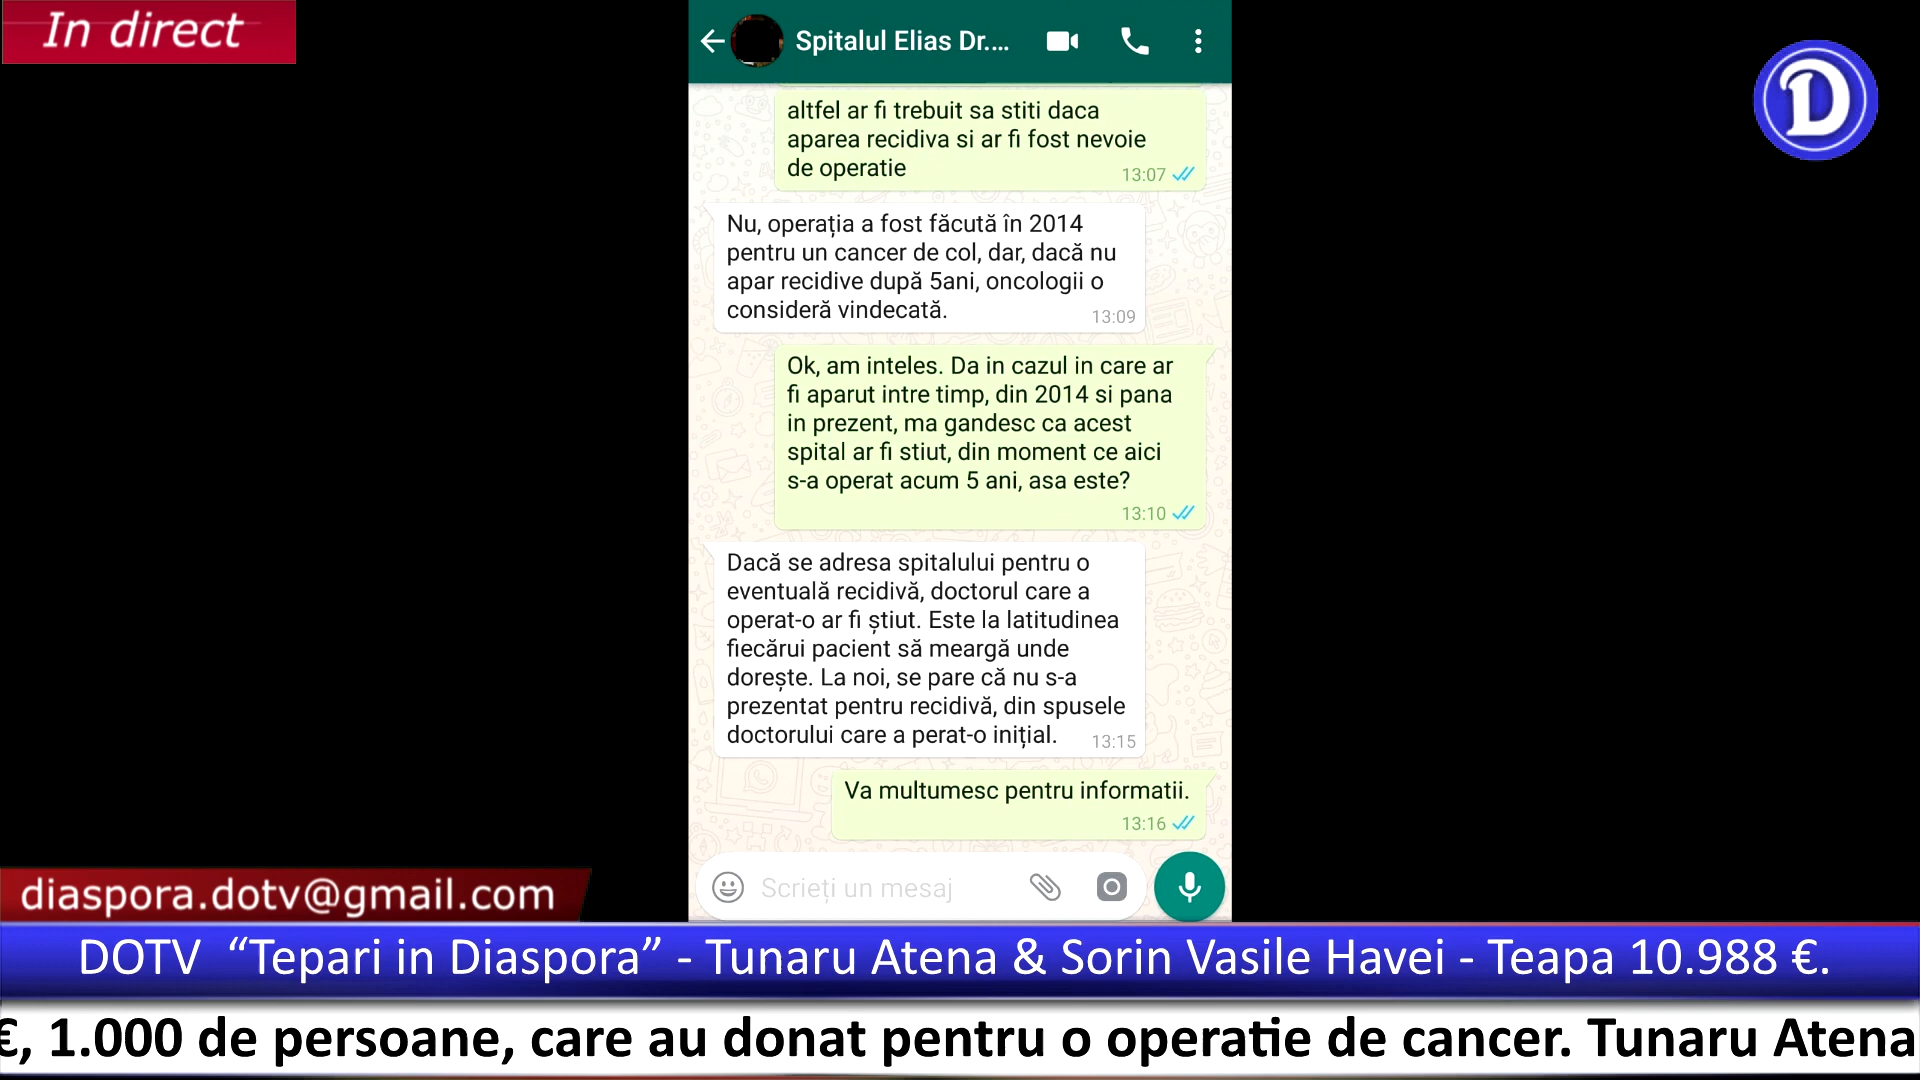 In direct
Spitalul Elias Dr....
D
altfel ar fi trebuit sa stiti daca
aparea recidiva si ar fi fost nevoie
de operatie
13:07
Nu, operația a fost făcută în 2014
pentru un cancer de col, dar, dacă nu
apar recidive după 5ani, oncologii o
consideră vindecată.
13:09
Ok, am inteles. Da in cazul in care ar
fi aparut intre timp, din 2014 si pana
in prezent, ma gandesc ca acest
spital ar fi stiut, din moment ce aici
s-a operat acum 5 ani, asa este?
13:10
Dacă se adresa spitalului pentru o
eventuală recidivă, doctorul care a
operat-o ar fi știut. Este la latitudinea
fiecărui pacient să meargă unde
dorește. La noi, se pare că nu s-a
prezentat pentru recidivă, din spusele
doctorului care a perat-o inițial.
13:15
Va multumesc pentru informatii.
13:16
Scrieți un mesaj
diaspora.dotv@gmail.com
DOTV “Tepari in Diaspora” - Tunaru Atena & Sorin Vasile Havei - Teapa 10.988 €.
€, 1.000 de persoane, care au donat pentru o operatie de cancer. Tunaru Atena